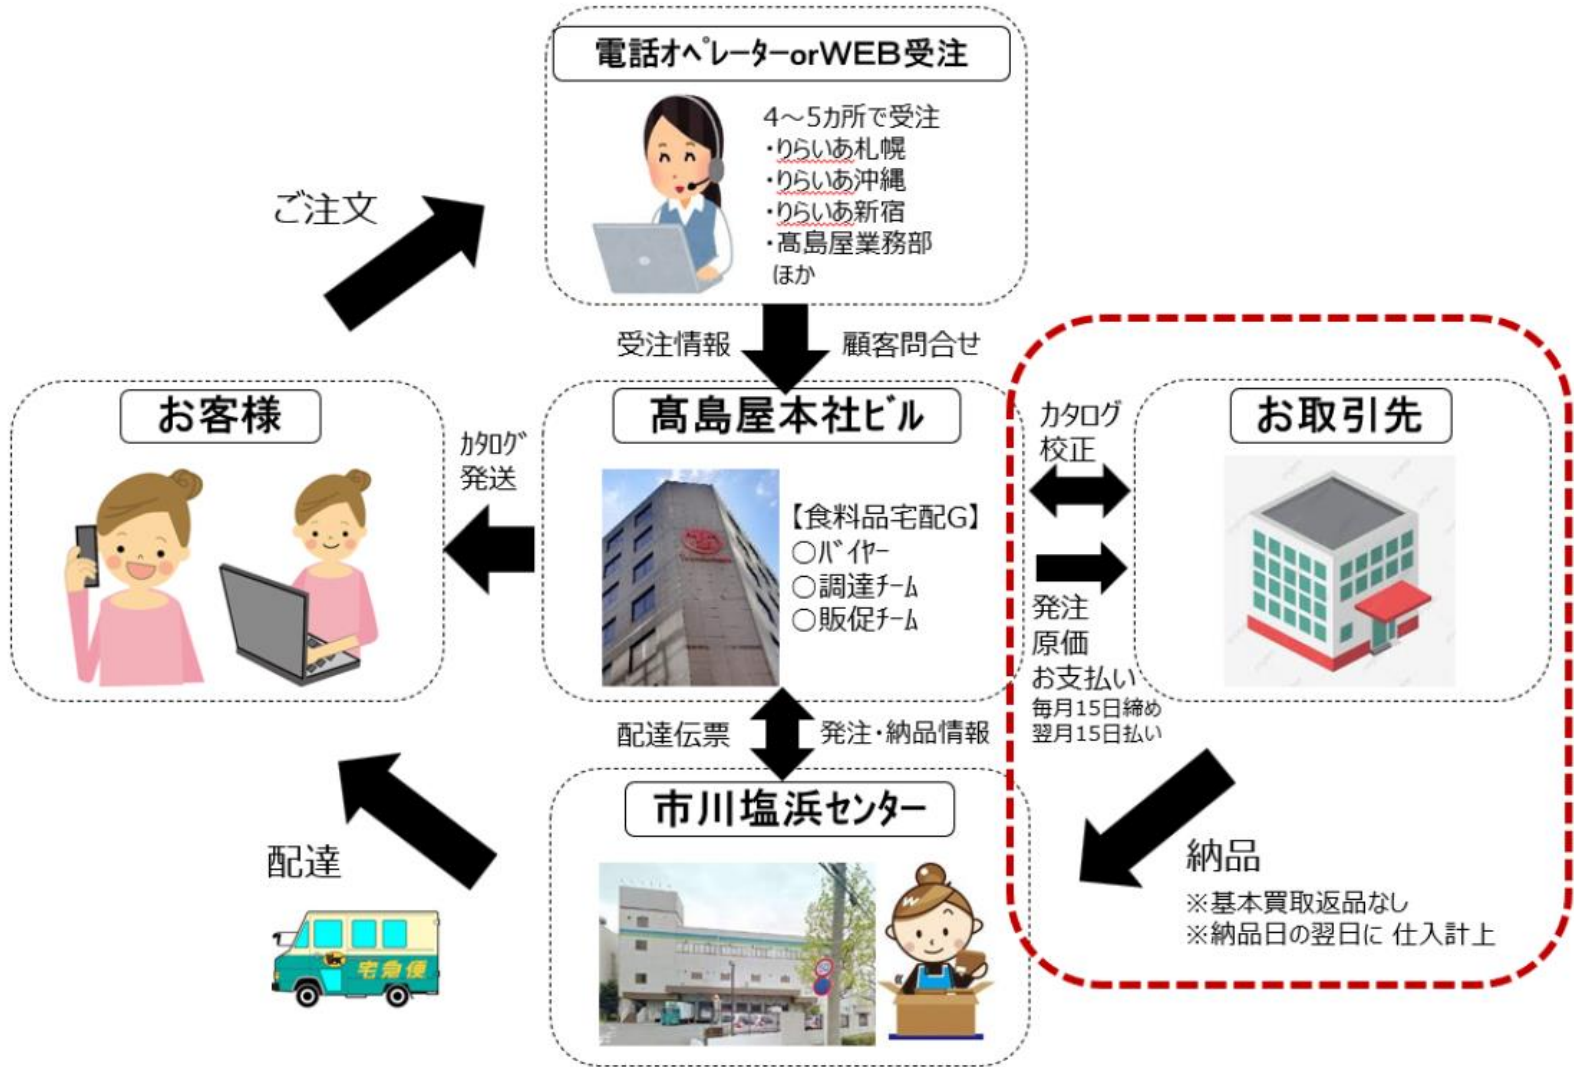 電話オペレーターorWEB受注
4～5カ所で受注
・りらいあ札幌
・りらいあ沖縄
・りらいあ新宿
・髙島屋業務部
ほか
ご注文
受注情報
顧客問合せ
お客様
カタログ
発送
髙島屋本社ビル
【食料品宅配G】
○バイヤー
○調達チーム
○販促チーム
カタログ
校正
お取引先
発注
原価
お支払い
毎月15日締め
翌月15日払い
配達伝票
発注・納品情報
市川塩浜センター
配達
宅急便
納品
※基本買取返品なし
※納品日の翌日に 仕入計上